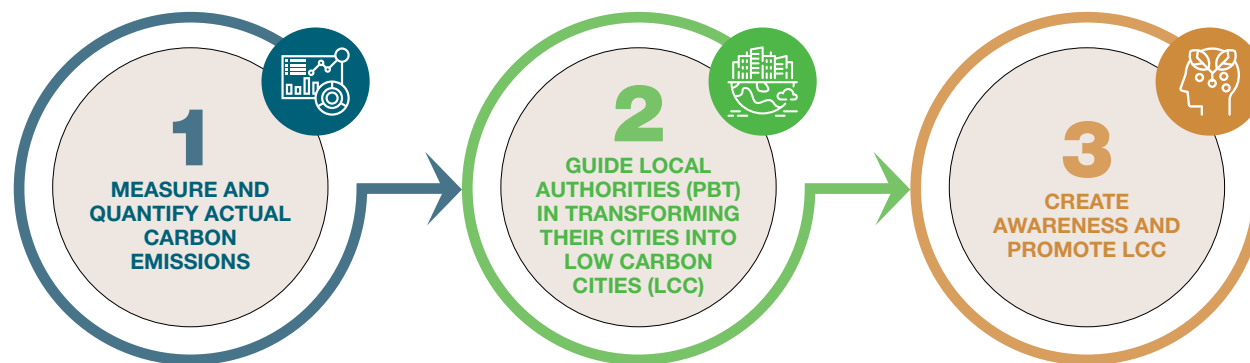 1
MEASURE AND
QUANTIFY ACTUAL
CARBON
EMISSIONS
2
GUIDE LOCAL
AUTHORITIES (PBT)
IN TRANSFORMING
THEIR CITIES INTO
LOW CARBON
CITIES (LCC)
3
CREATE
AWARENESS AND
PROMOTE LCC